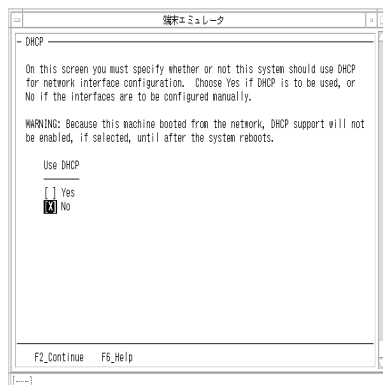 端末エミュレータ
DHCP
On this screen you must specify whether or not this system should use DHCP
for network interface configuration.  Choose Yes if DHCP is to be used, or
No if the interfaces are to be configured manually.
WARNING: Because this machine booted from the network, DHCP support will not
be enabled, if selected, until after the system reboots.
Use DHCP
[ ] Yes
[X] No
F2_Continue    F6_Help
[---]